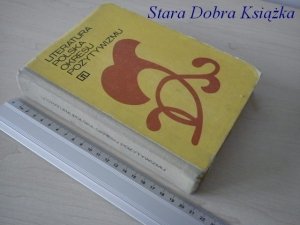 Stara Dobra Książka
LITERATURA
POLSKA
OKRESU
POZYTYWIZMU